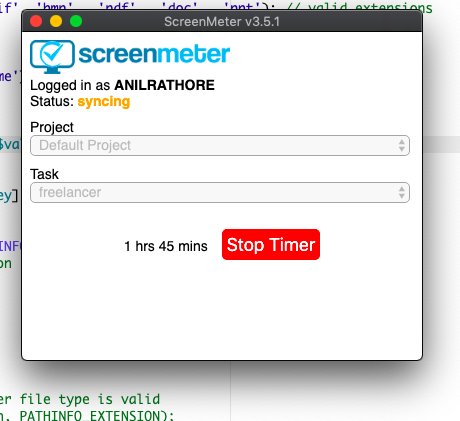 if', 'bmp', 'pdf', 'doc', 'ppt'); // valid extensions
ScreenMeter v3.5.1
screenmeter
me']
Logged in as ANILRATHORE
Status: syncing
Project
$val
Default Project
Task
ey]
freelancer
1 hrs 45 mins
Stop Timer
INFO
on
er file type is valid
n, PATHINFO_EXTENSION);